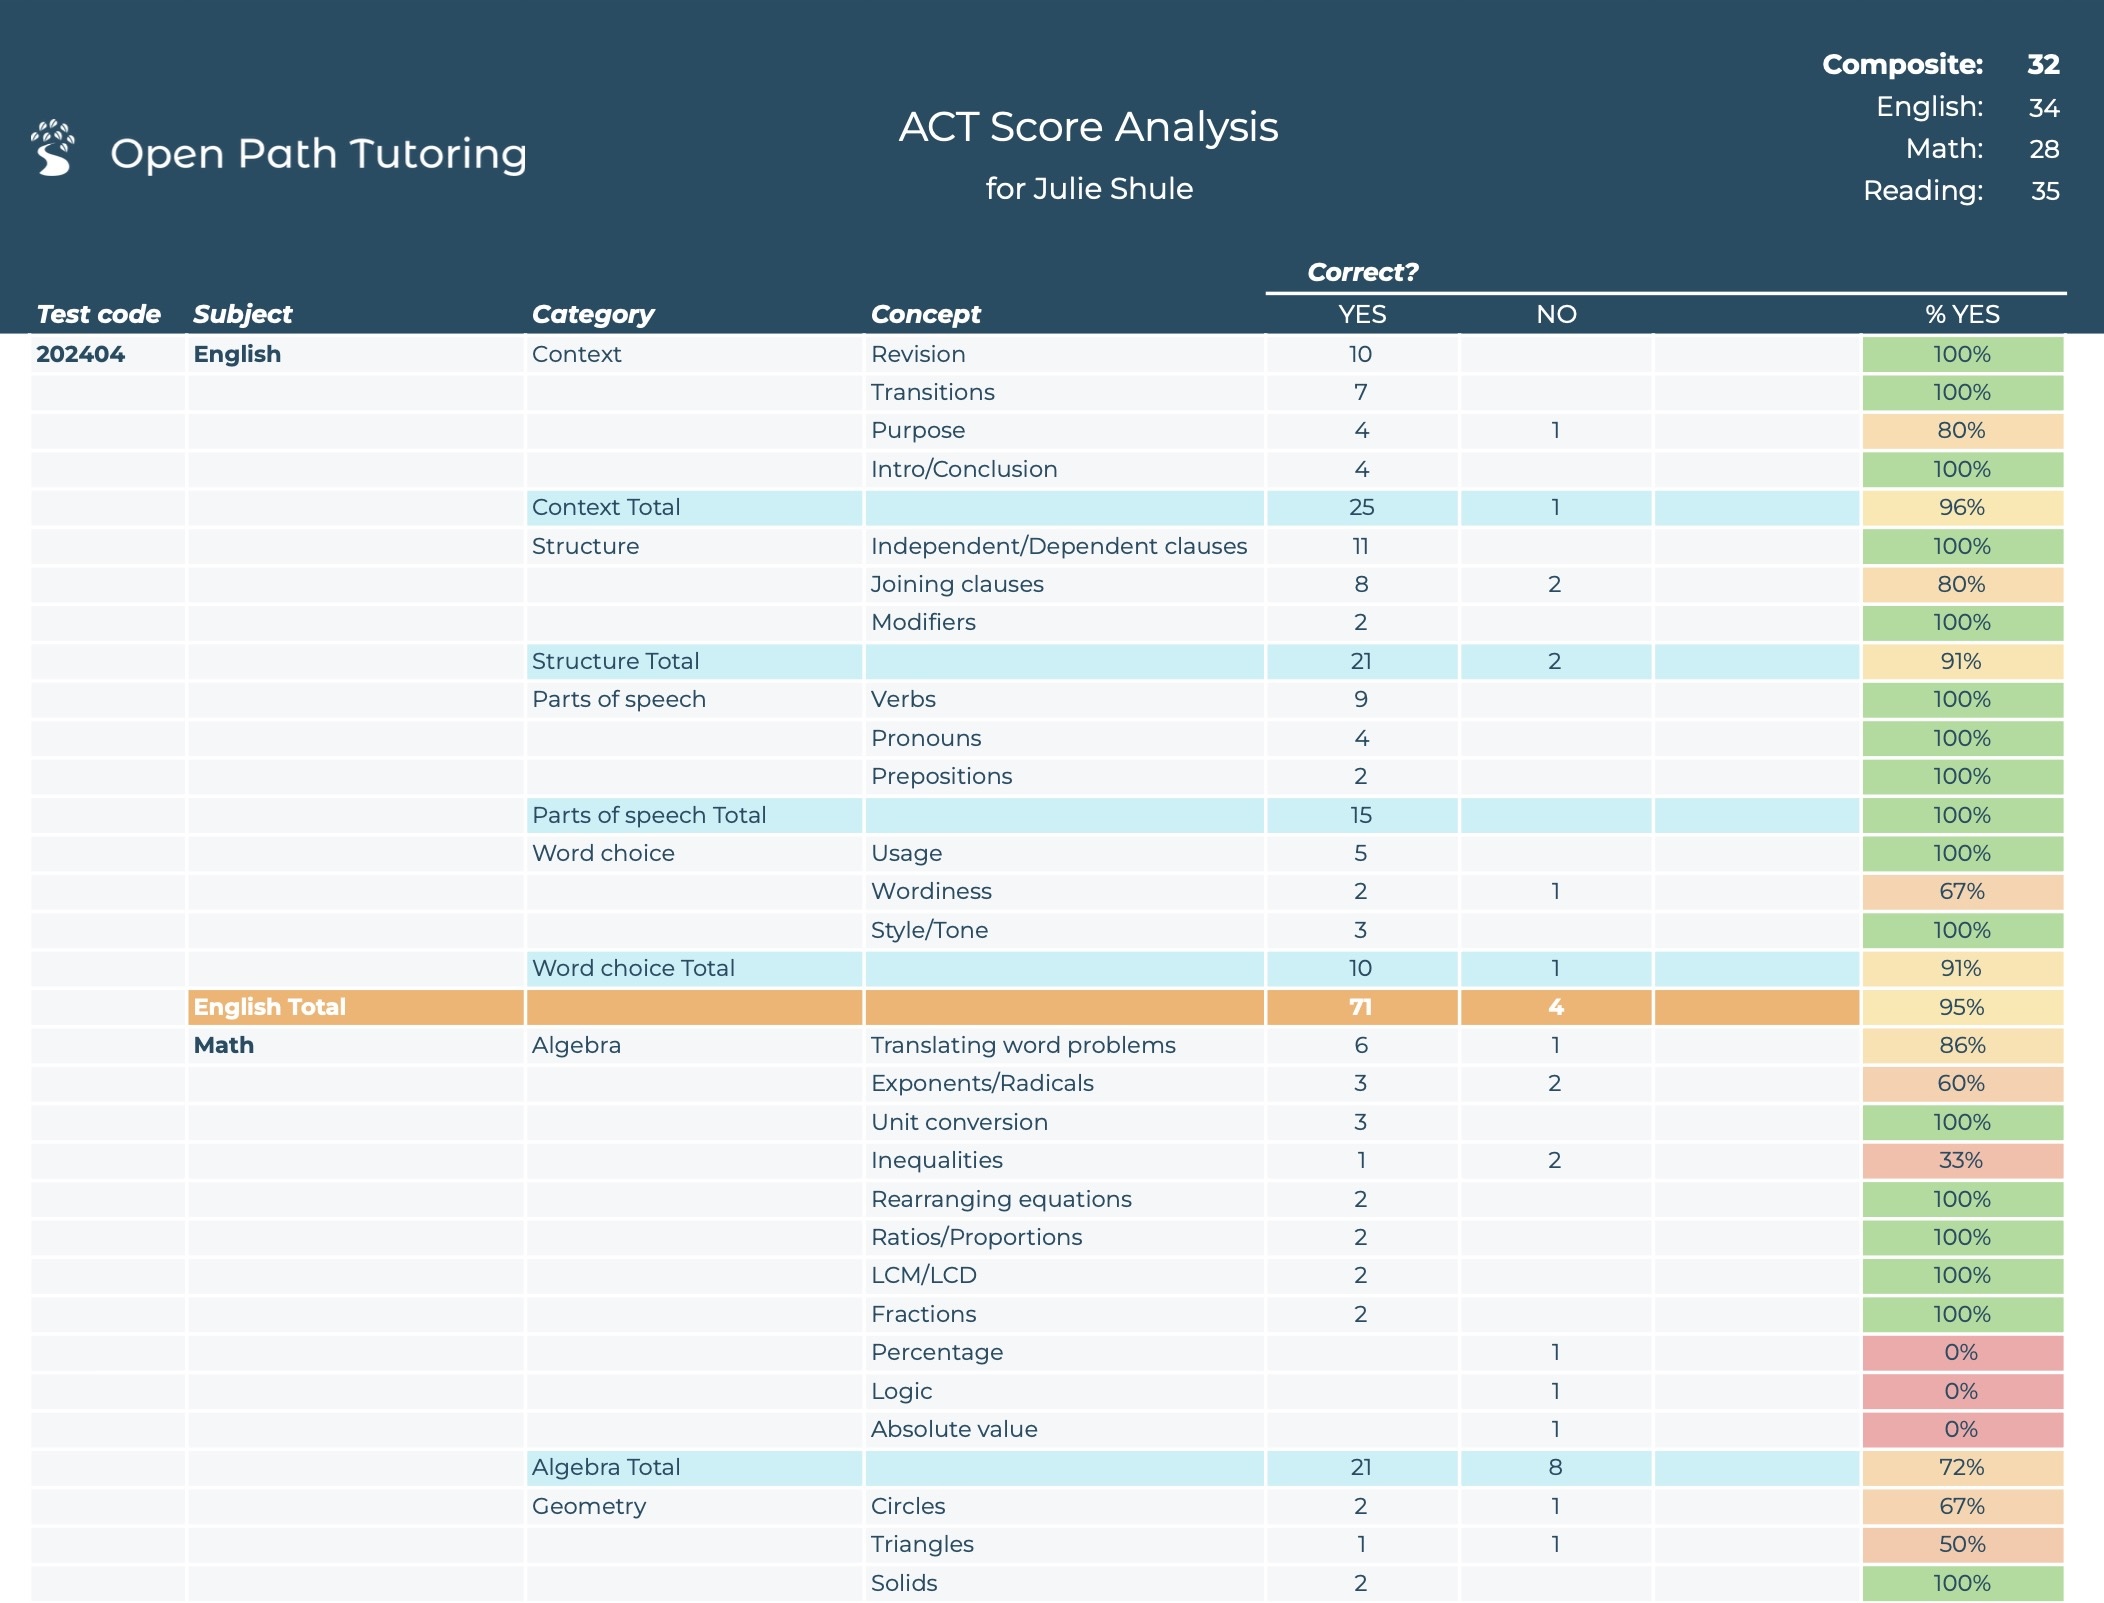 Composite: 32
English: 34
Math: 28
Reading: 35
Open Path Tutoring
ACT Score Analysis
for Julie Shule
Correct?
Test code Subject Category Concept YES NO % YES
202404 English Context Revision 10 100%
Transitions 7 100%
Purpose 4 1 80%
Intro/Conclusion 4 100%
Context Total 25 1 96%
Structure Independent/Dependent clauses 11 100%
Joining clauses 8 2 80%
Modifiers 2 100%
Structure Total 21 2 91%
Parts of speech Verbs 9 100%
Pronouns 4 100%
Prepositions 2 100%
Parts of speech Total 15 100%
Word choice Usage 5 100%
Wordiness 2 1 67%
Style/Tone 3 100%
Word choice Total 10 1 91%
English Total 71 4 95%
Math Algebra Translating word problems 6 1 86%
Exponents/Radicals 3 2 60%
Unit conversion 3 100%
Inequalities 1 2 33%
Rearranging equations 2 100%
Ratios/Proportions 2 100%
LCM/LCD 2 100%
Fractions 2 100%
Percentage 1 0%
Logic 1 0%
Absolute value 1 0%
Algebra Total 21 8 72%
Geometry Circles 2 1 67%
Triangles 1 1 50%
Solids 2 100%